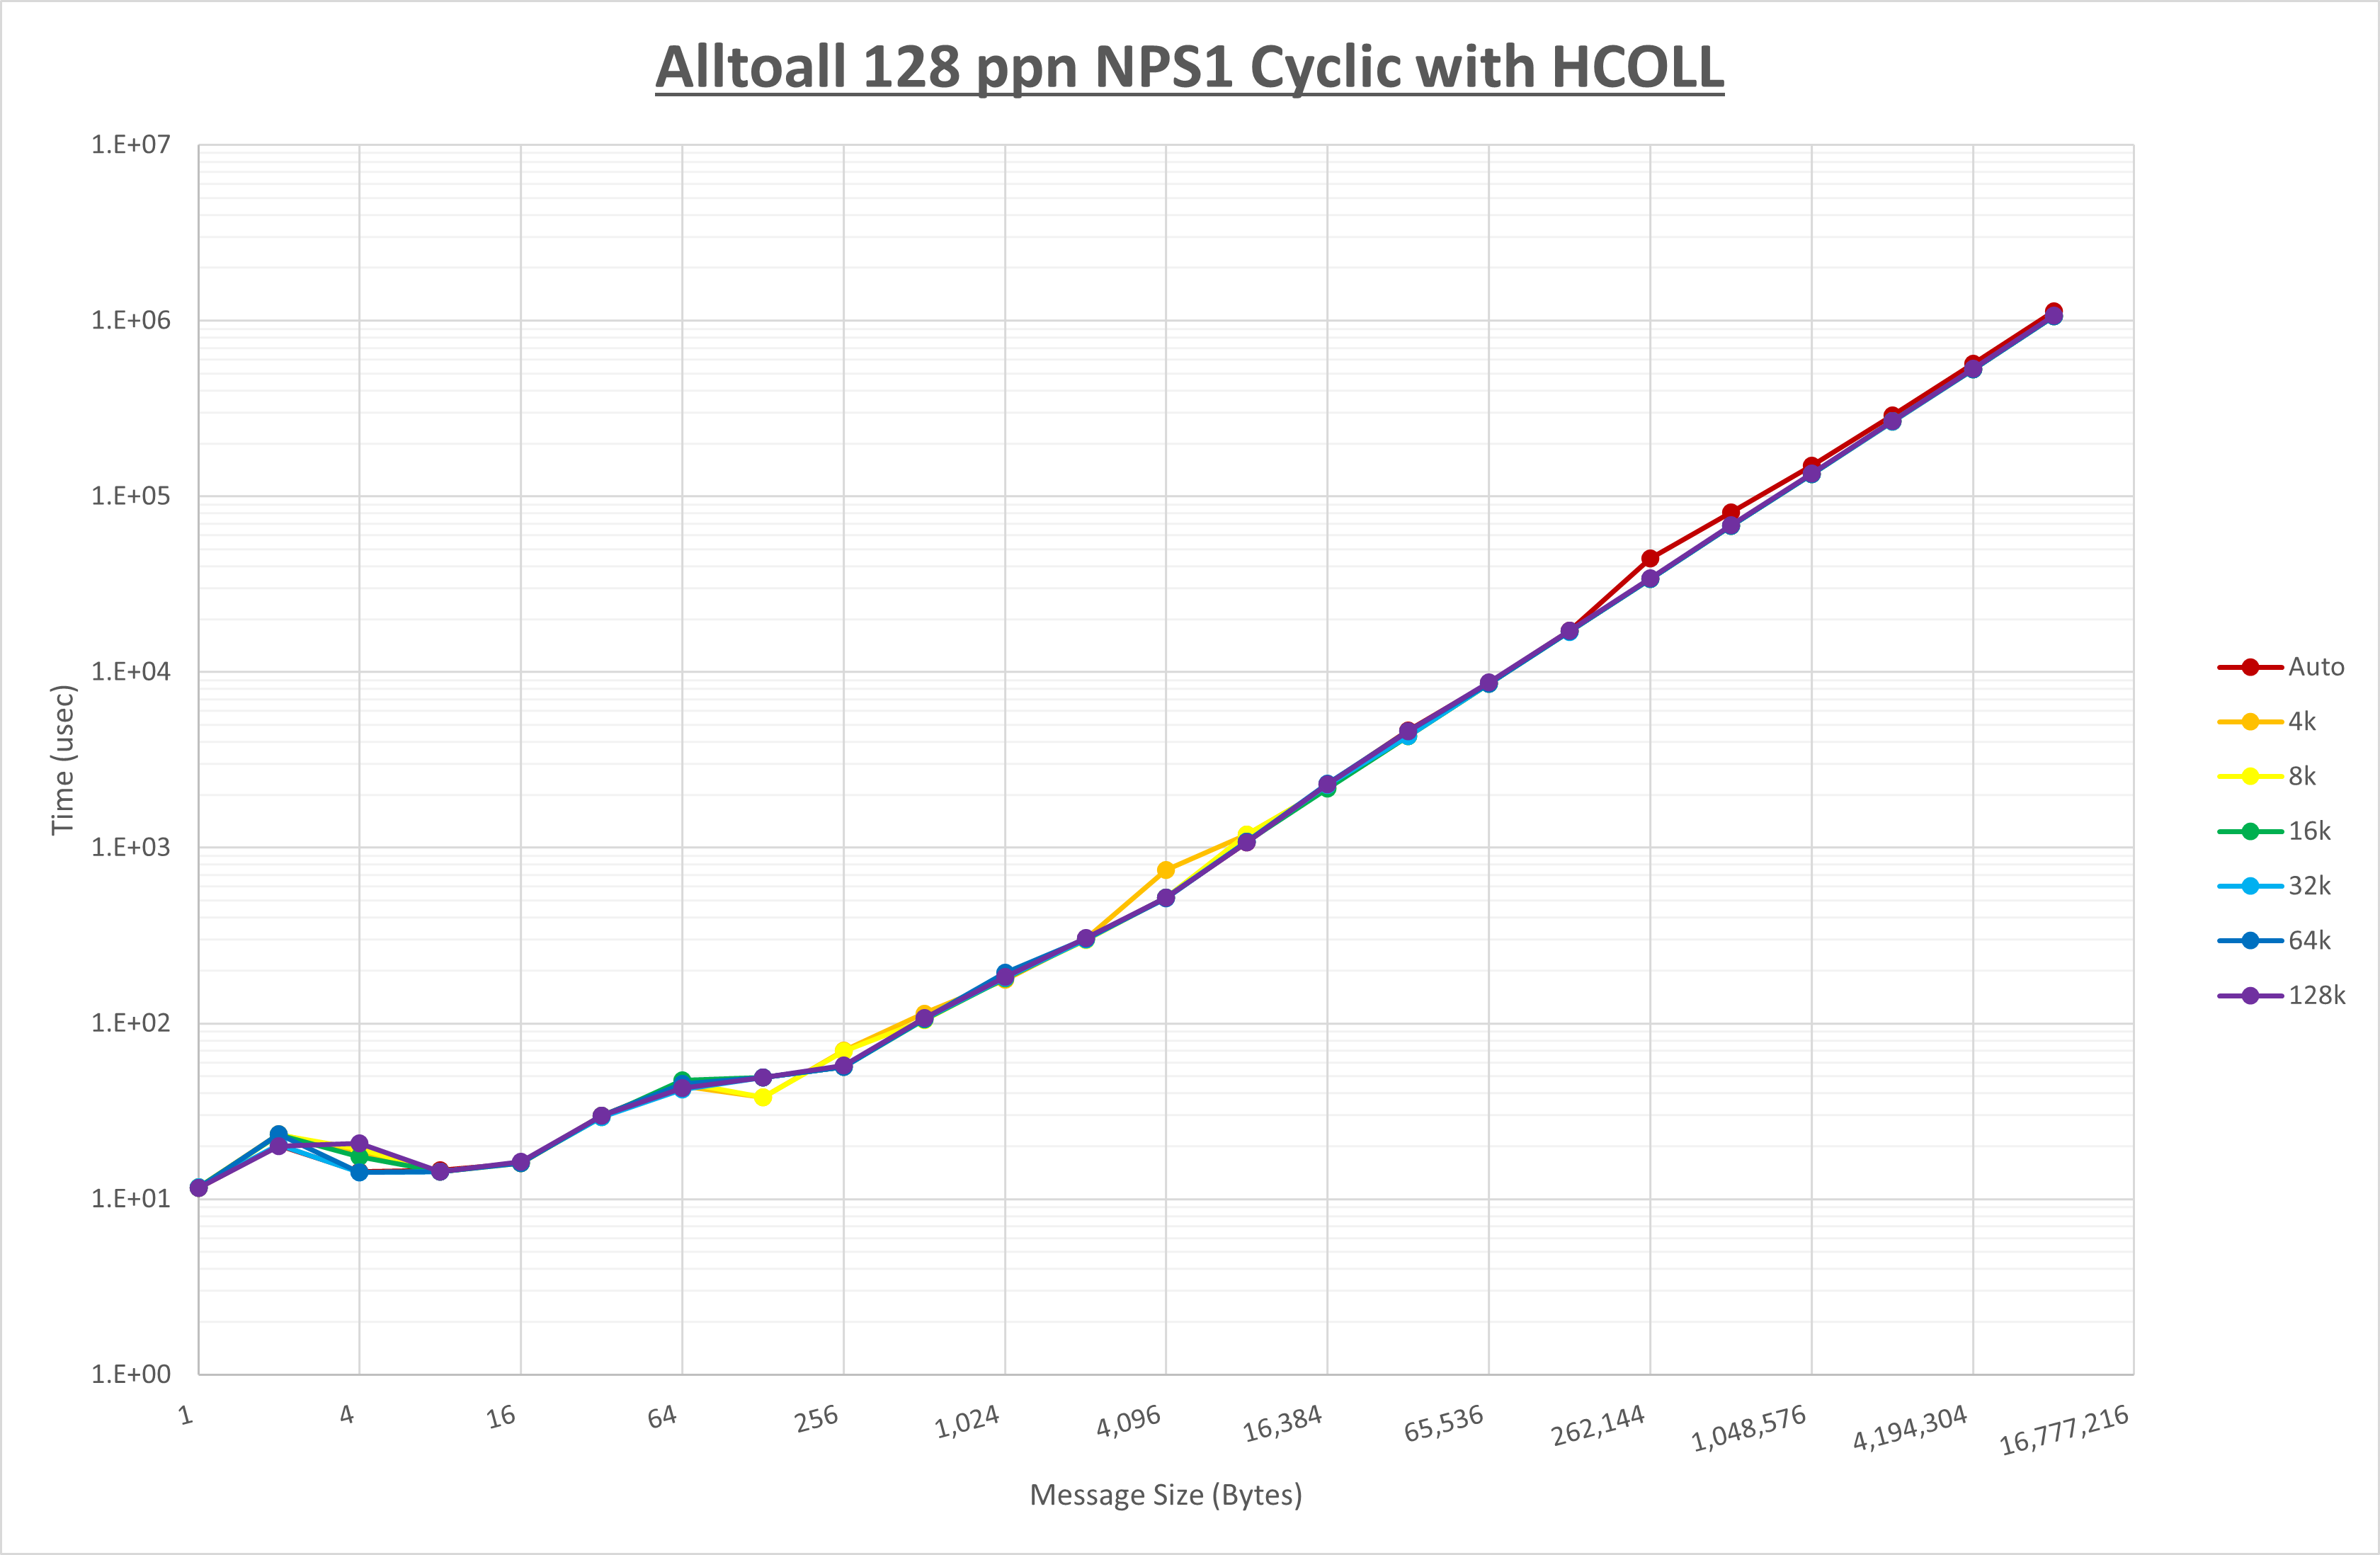 Alltoall 128 ppn NPS1 Cyclic with HCOLL
1.E+07
1.E+06
1.E+05
1.E+04
1.E+03
1.E+02
1.E+01
1.E+00
Time (usec)
1
4
16
64
256
1,024
4,096
16,384
65,536
262,144
1,048,576
4,194,304
16,777,216
Message Size (Bytes)
Auto
4k
8k
16k
32k
64k
128k